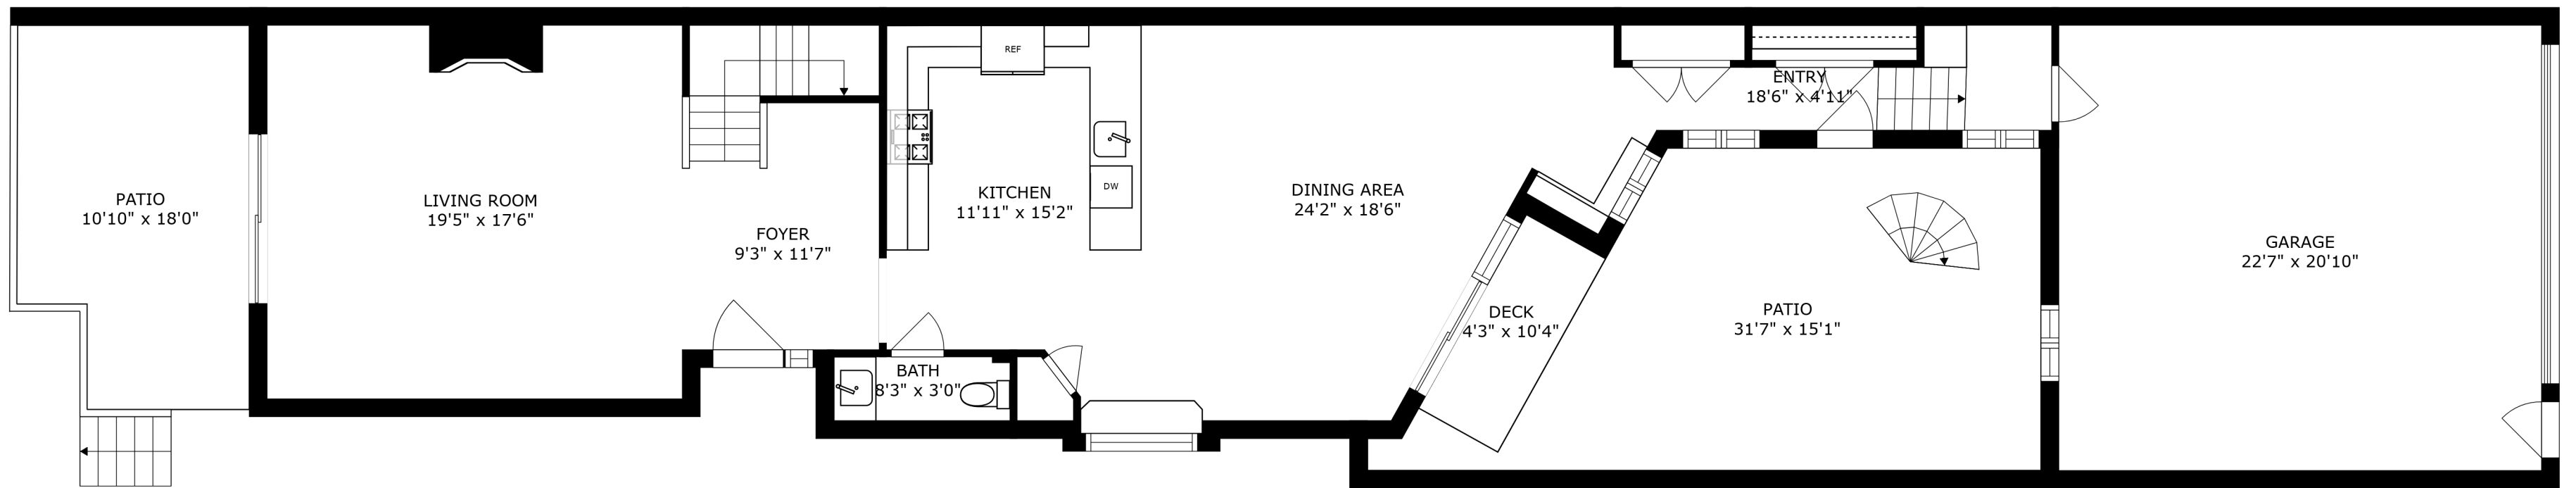 PATIO
10'10" x 18'0"
LIVING ROOM
19'5" x 17'6"
FOYER
9'3" x 11'7"
REF
KITCHEN
11'11" x 15'2"
DW
BATH
8'3" x 3'0"
DINING AREA
24'2" x 18'6"
DECK
4'3" x 10'4"
ENTRY
18'6" x 4'11"
PATIO
31'7" x 15'1"
GARAGE
22'7" x 20'10"